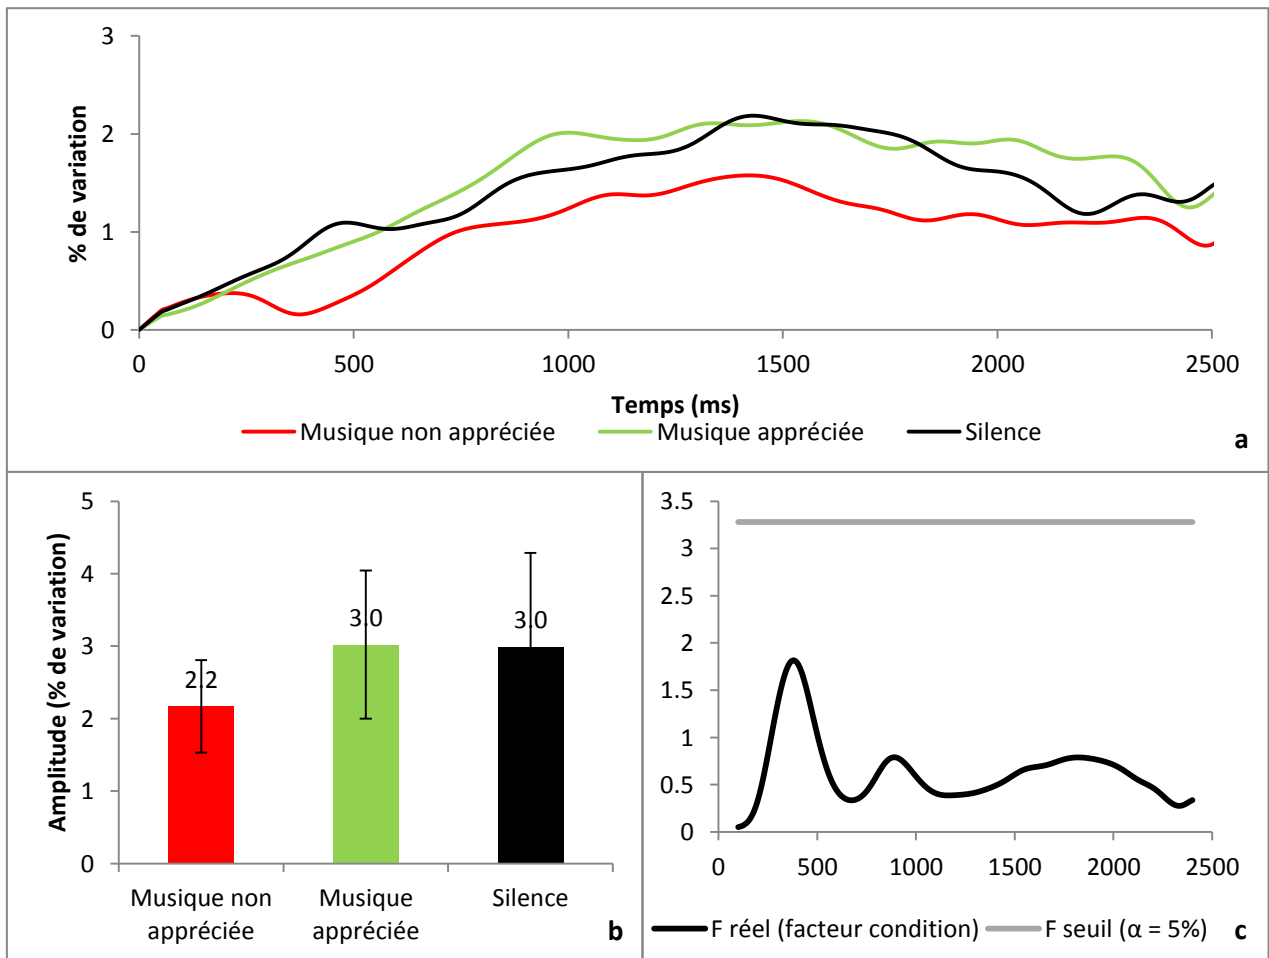 3
2
1
0
% de variation
0 500 1000 1500 2000 2500
Temps (ms)
Musique non appréciée Musique appréciée Silence
a
5
4
3
2
1
0
Amplitude (% de variation)
2.2 3.0 3.0
Musique non appréciée
Musique appréciée
Silence
b
3.5
3
2.5
2
1.5
1
0.5
0
0 500 1000 1500 2000 2500
F réel (facteur condition) F seuil (α = 5%)
c